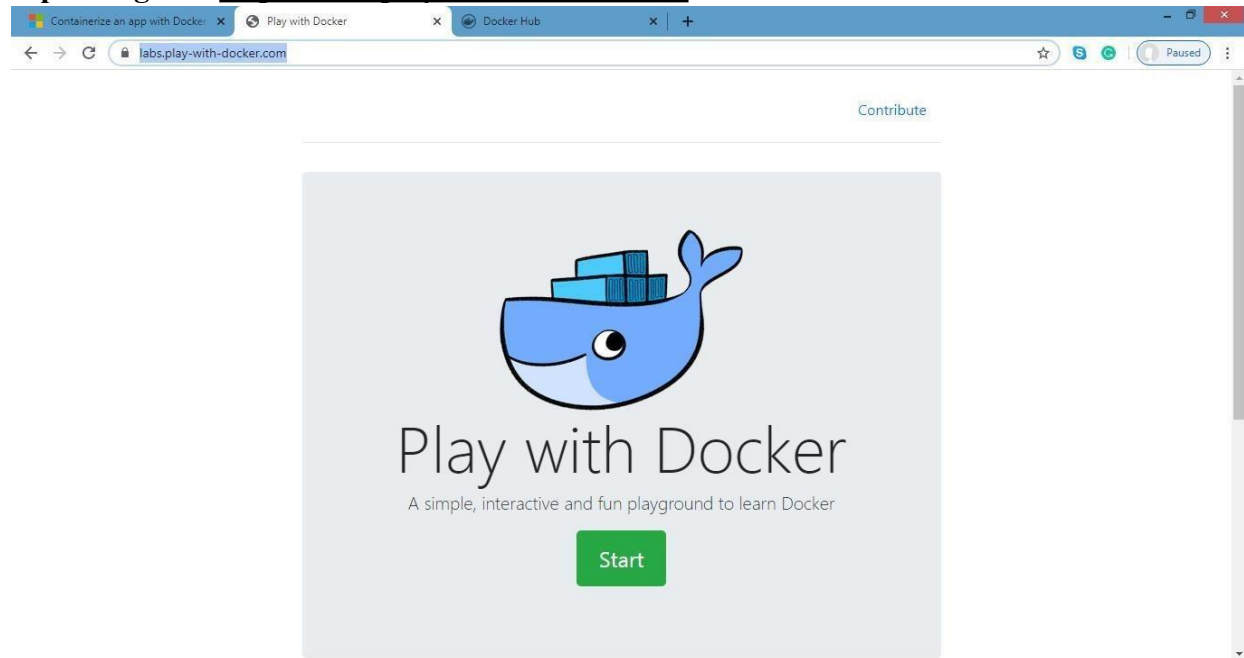 Containerize an app with Docker
Play with Docker
Docker Hub
labs.play-with-docker.com
Paused
Contribute
Play with Docker
A simple, interactive and fun playground to learn Docker
Start